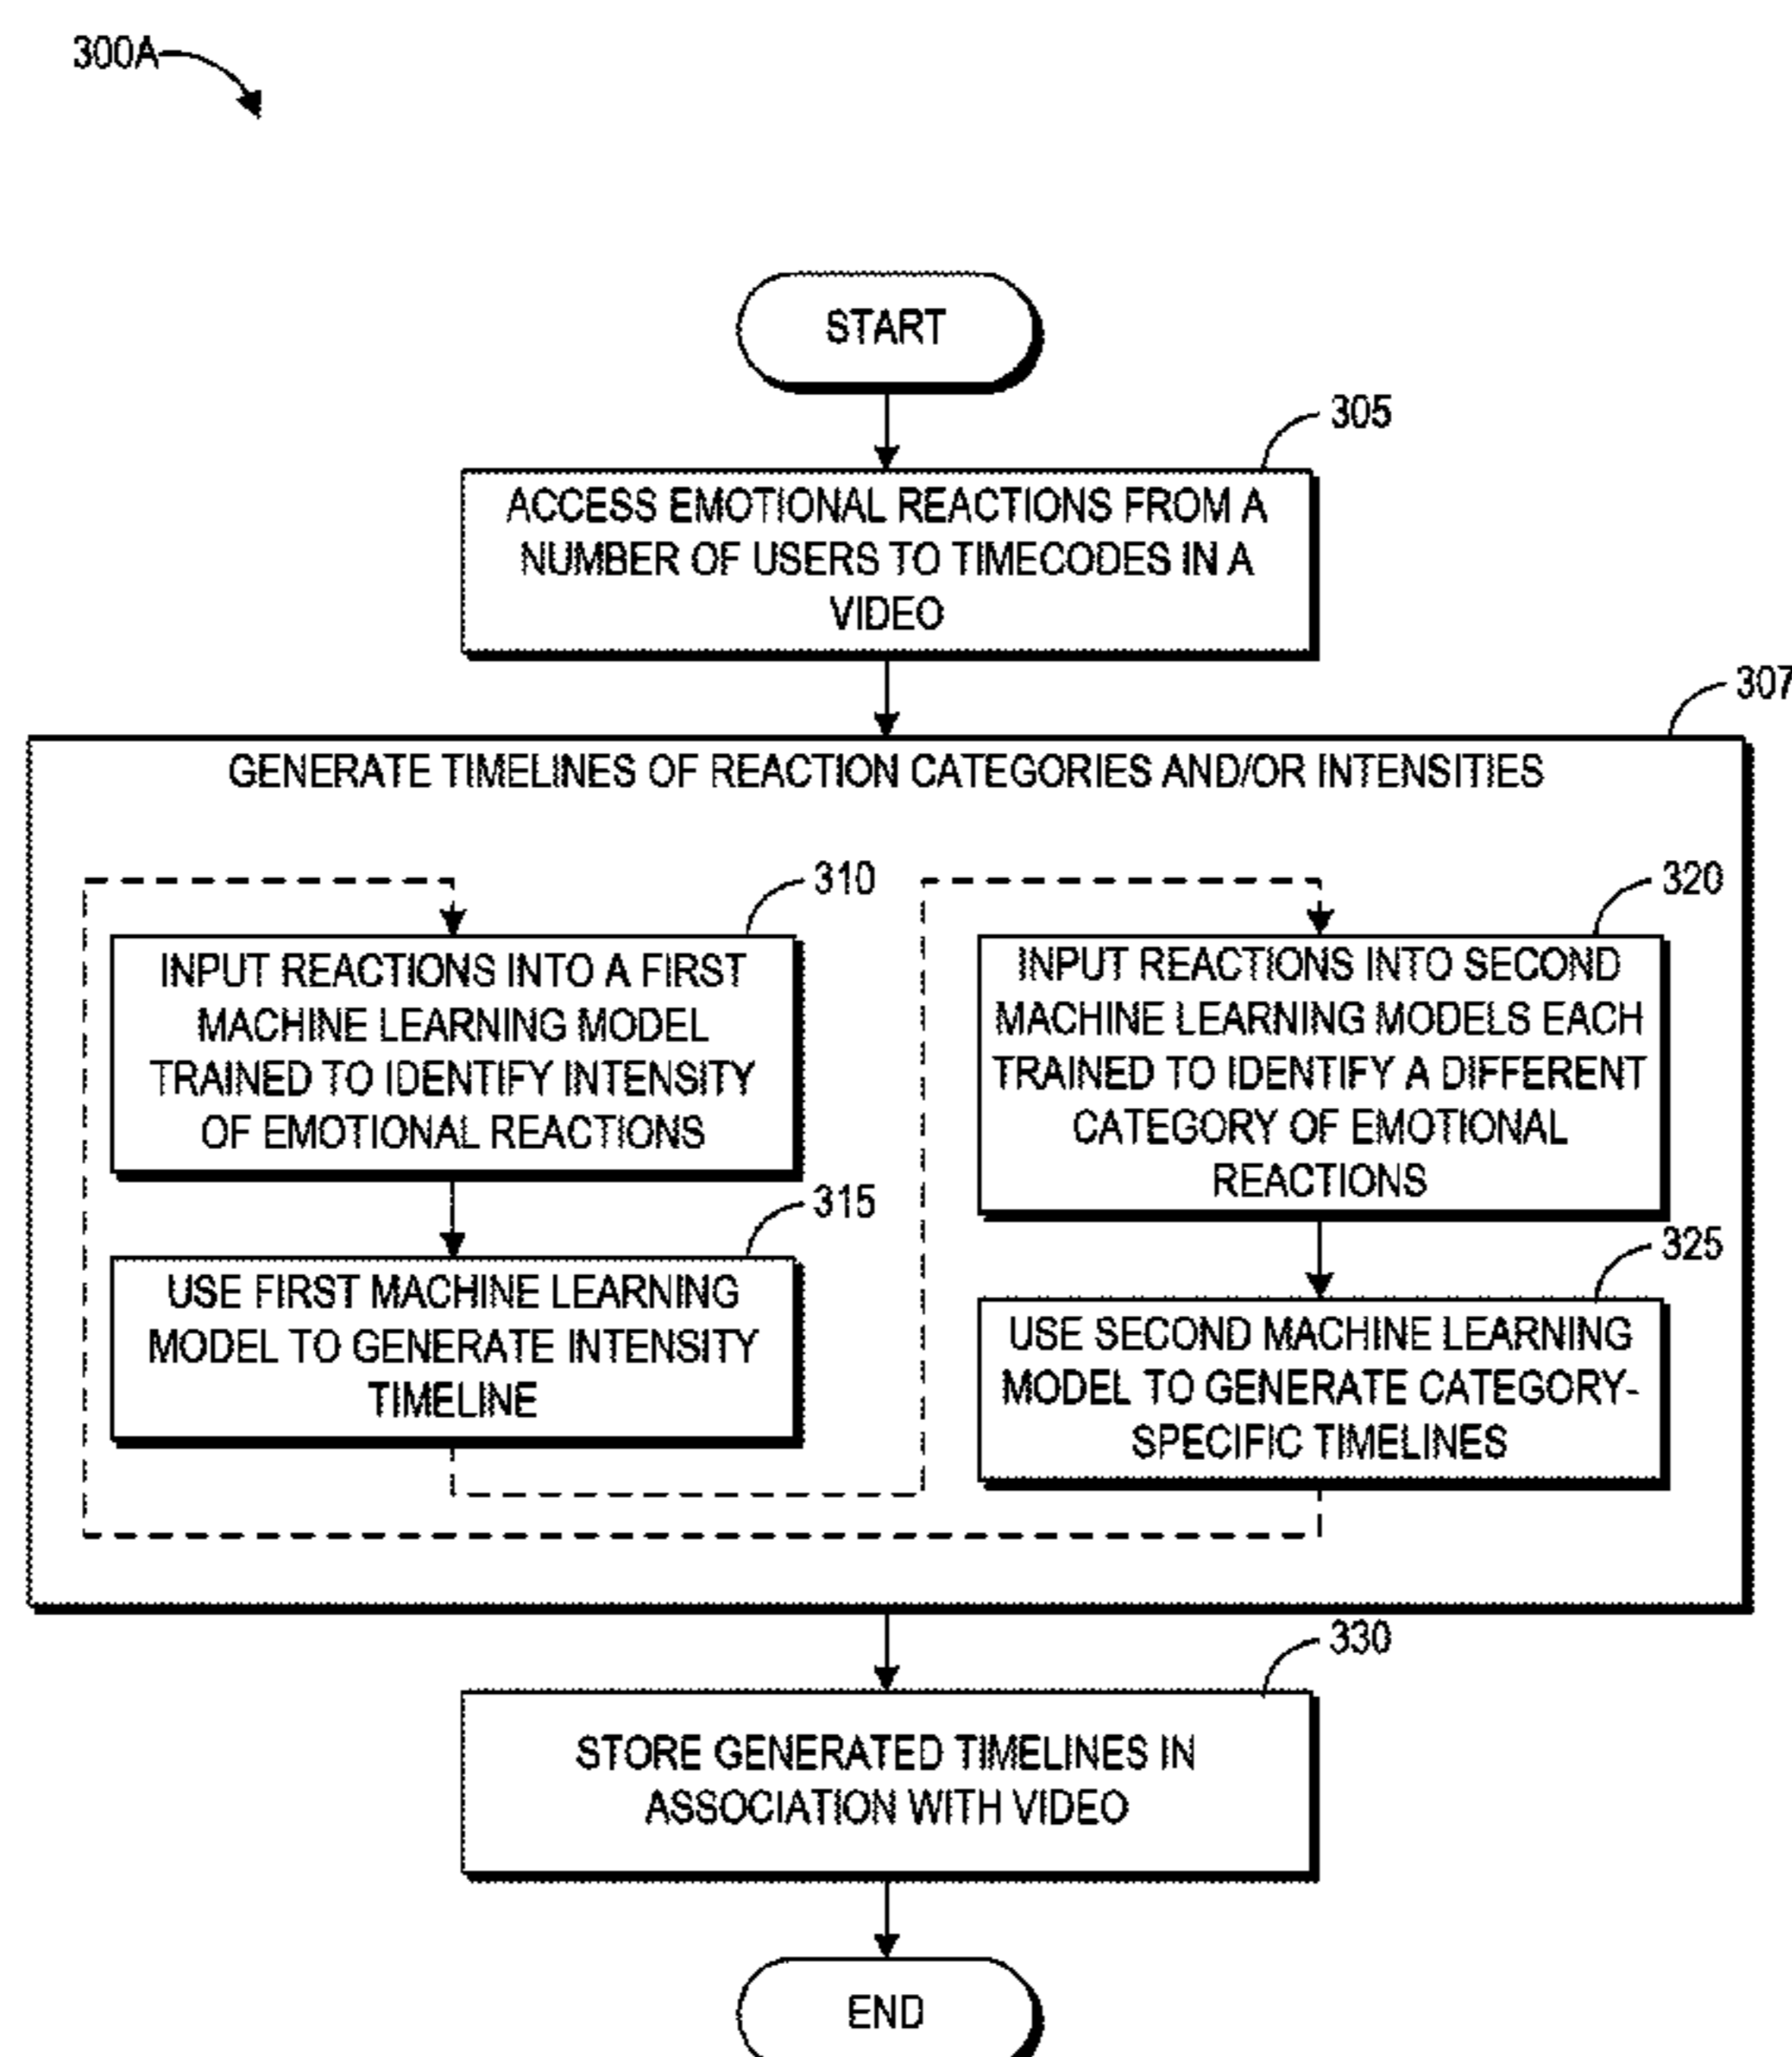 300A
START
305
ACCESS EMOTIONAL REACTIONS FROM A
NUMBER OF USERS TO TIMECODES IN A
VIDEO
307
GENERATE TIMELINES OF REACTION CATEGORIES AND/OR INTENSITIES
310
INPUT REACTIONS INTO A FIRST
MACHINE LEARNING MODEL
TRAINED TO IDENTIFY INTENSITY
OF EMOTIONAL REACTIONS
315
USE FIRST MACHINE LEARNING
MODEL TO GENERATE INTENSITY
TIMELINE
320
INPUT REACTIONS INTO SECOND
MACHINE LEARNING MODELS EACH
TRAINED TO IDENTIFY A DIFFERENT
CATEGORY OF EMOTIONAL
REACTIONS
325
USE SECOND MACHINE LEARNING
MODEL TO GENERATE CATEGORY-
SPECIFIC TIMELINES
330
STORE GENERATED TIMELINES IN
ASSOCIATION WITH VIDEO
END